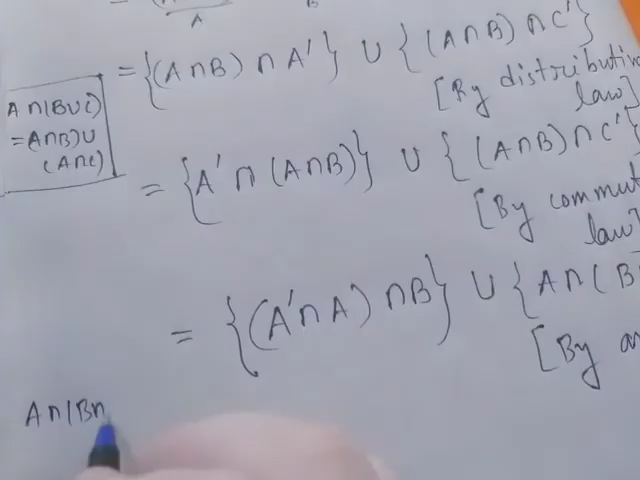 A B
= {(A∩B) ∩ A'} ∪ {(A∩B) ∩ C'}
[By distributive
law]
A∩(B∪C)
= A∩B)∪
(A∩C)
= {A' ∩ (A∩B)} ∪ {(A∩B) ∩ C'}
[By commut
law]
= {(A'∩A) ∩B} ∪ {A∩(B
[By
A∩(B∩